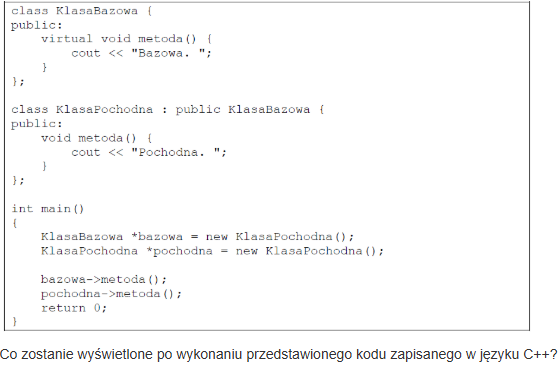 class KlasaBazowa {
public:
    virtual void metoda() {
        cout << "Bazowa. ";
    }
};

class KlasaPochodna : public KlasaBazowa {
public:
    void metoda() {
        cout << "Pochodna. ";
    }
};

int main()
{
    KlasaBazowa *bazowa = new KlasaPochodna();
    KlasaPochodna *pochodna = new KlasaPochodna();

    bazowa->metoda();
    pochodna->metoda();
    return 0;
}
Co zostanie wyświetlone po wykonaniu przedstawionego kodu zapisanego w języku C++?